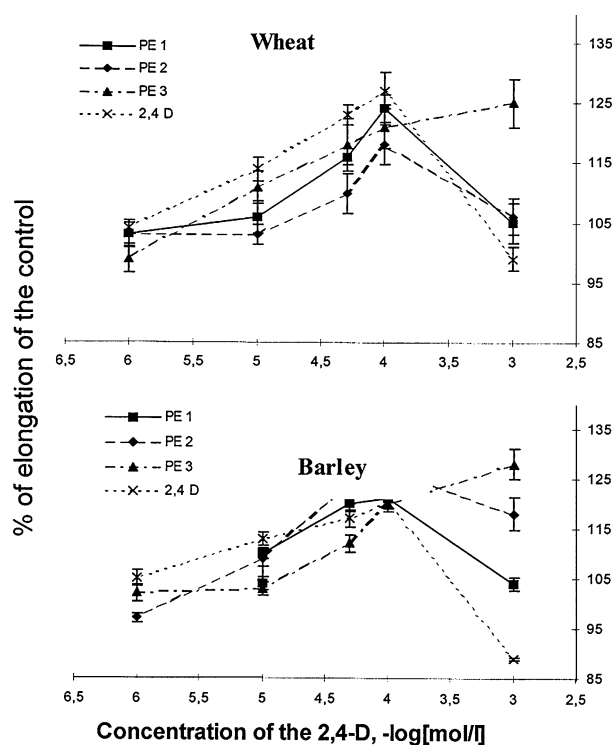 Wheat
PE 1
PE 2
PE 3
2,4 D
135
125
115
105
95
85
6,5 6 5,5 5 4,5 4 3,5 3 2,5
% of elongation of the control
Barley
PE 1
PE 2
PE 3
2,4 D
135
125
115
105
95
85
6,5 6 5,5 5 4,5 4 3,5 3 2,5
Concentration of the 2,4-D, -log[mol/l]